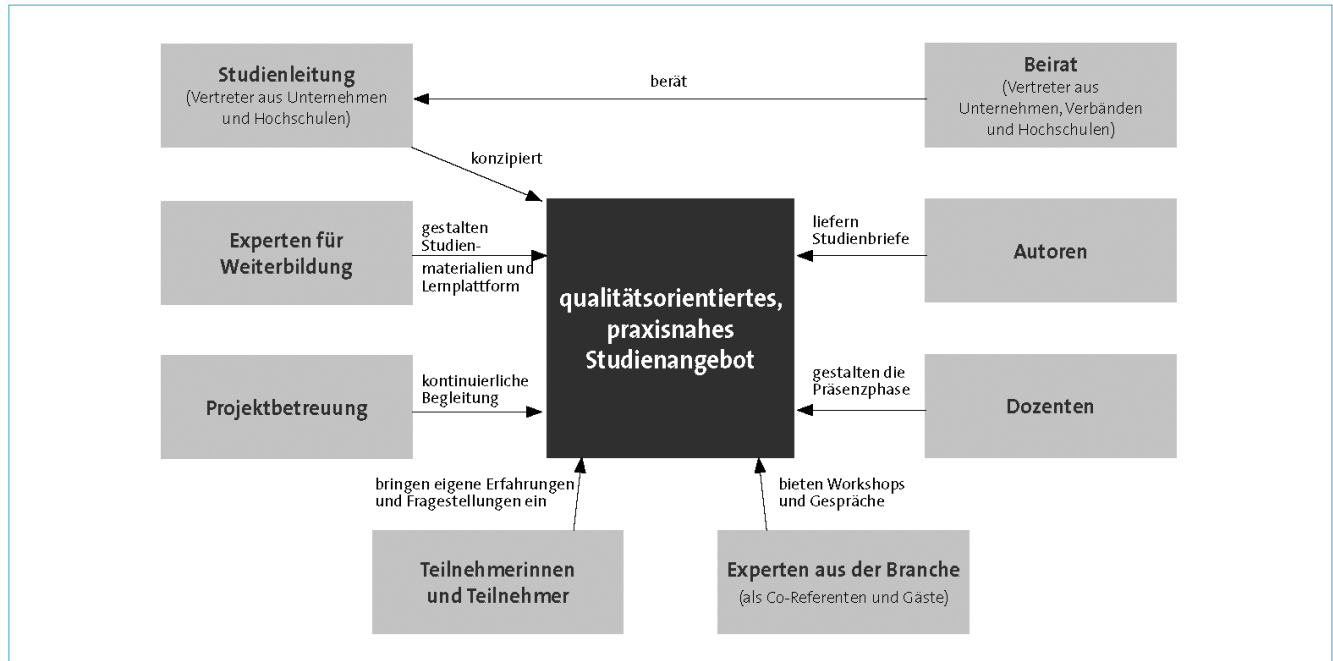 Studienleitung
(Vertreter aus Unternehmen
und Hochschulen)
berät
Beirat
(Vertreter aus
Unternehmen, Verbänden
und Hochschulen)
konzipiert
Experten für
Weiterbildung
gestalten
Studien-
materialien und
Lernplattform
qualitätsorientiertes,
praxisnahes
Studienangebot
liefern
Studienbriefe
Autoren
Projektbetreuung
kontinuierliche
Begleitung
gestalten die
Präsenzphase
Dozenten
bringen eigene Erfahrungen
und Fragestellungen ein
bieten Workshops
und Gespräche
Teilnehmerinnen
und Teilnehmer
Experten aus der Branche
(als Co-Referenten und Gäste)